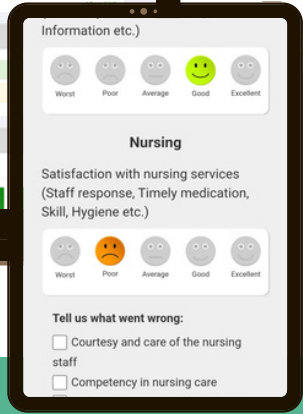 Information etc.)
Worst Poor Average Good Excellent
Nursing
Satisfaction with nursing services
(Staff response, Timely medication,
Skill, Hygiene etc.)
Worst Poor Average Good Excellent
Tell us what went wrong:
Courtesy and care of the nursing
staff
Competency in nursing care